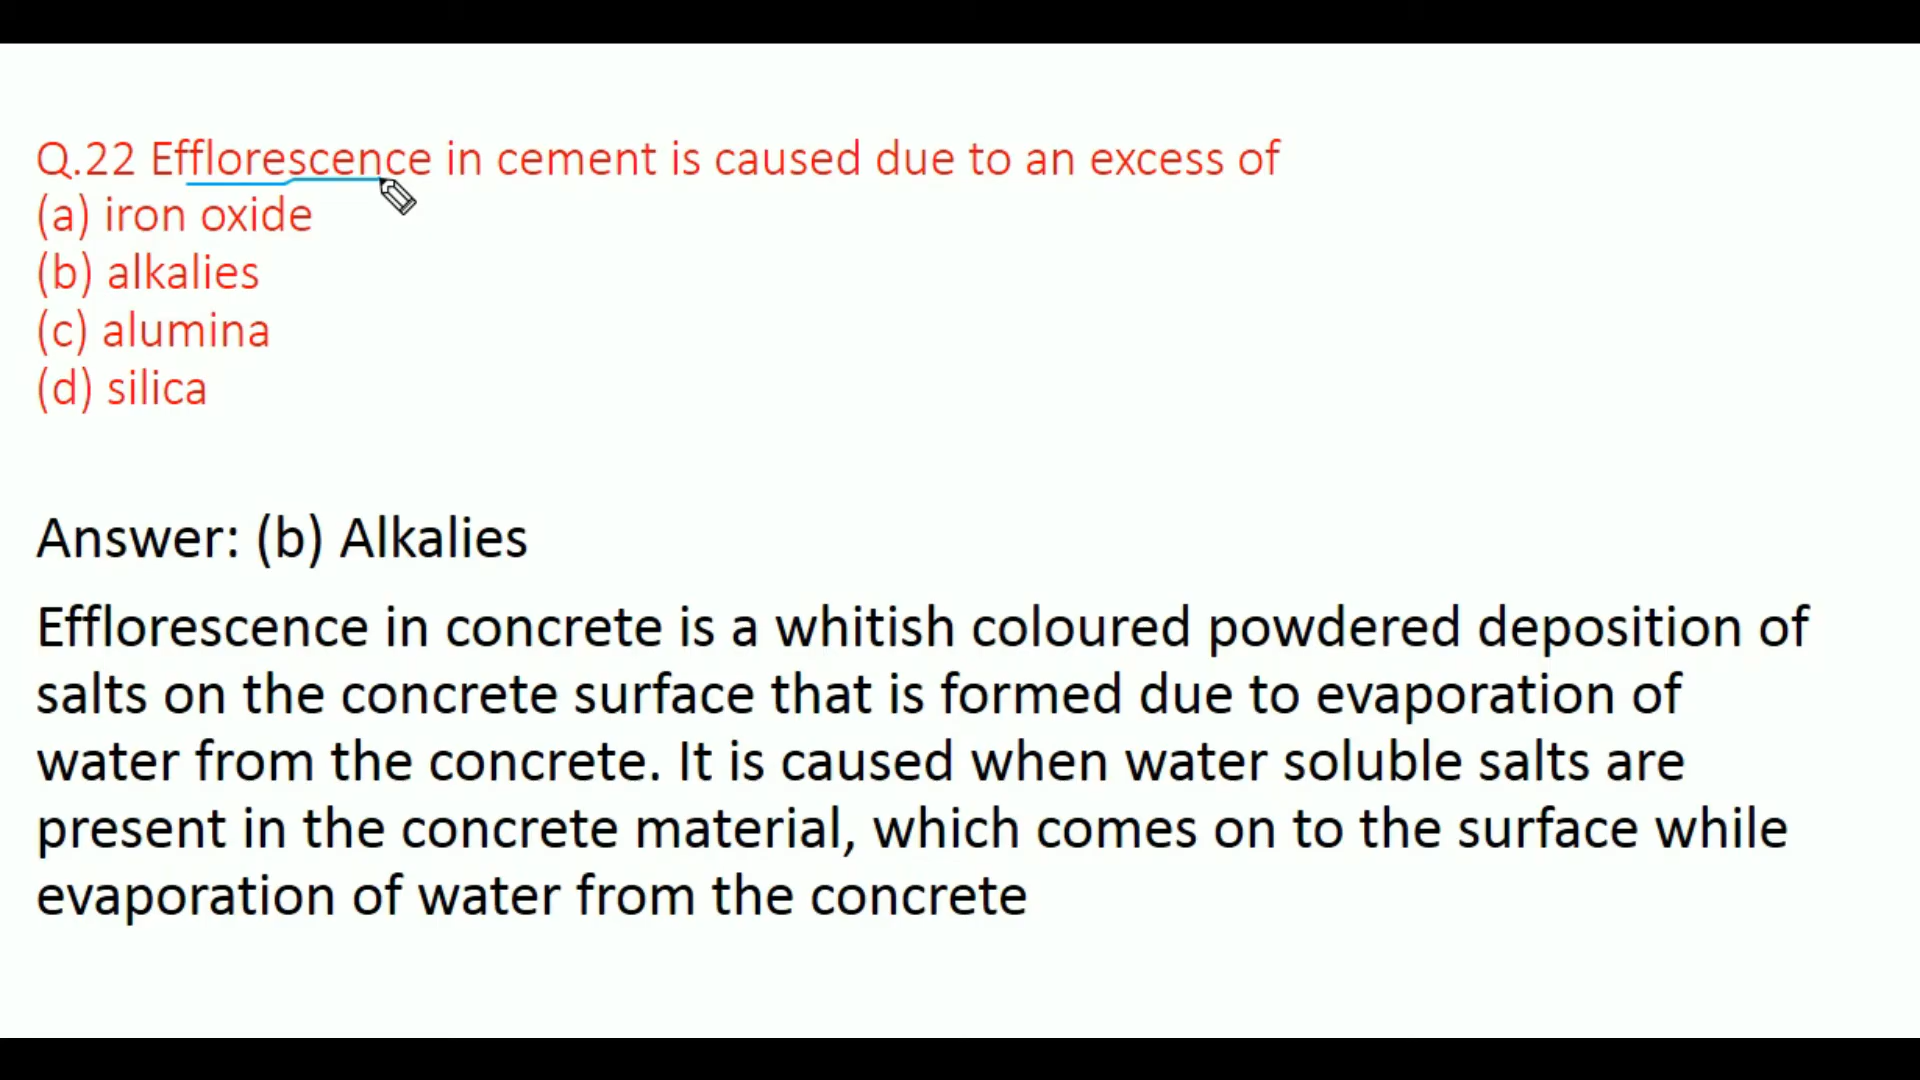 Q.22 Efflorescence in cement is caused due to an excess of
(a) iron oxide
(b) alkalies
(c) alumina
(d) silica
Answer: (b) Alkalies
Efflorescence in concrete is a whitish coloured powdered deposition of
salts on the concrete surface that is formed due to evaporation of
water from the concrete. It is caused when water soluble salts are
present in the concrete material, which comes on to the surface while
evaporation of water from the concrete